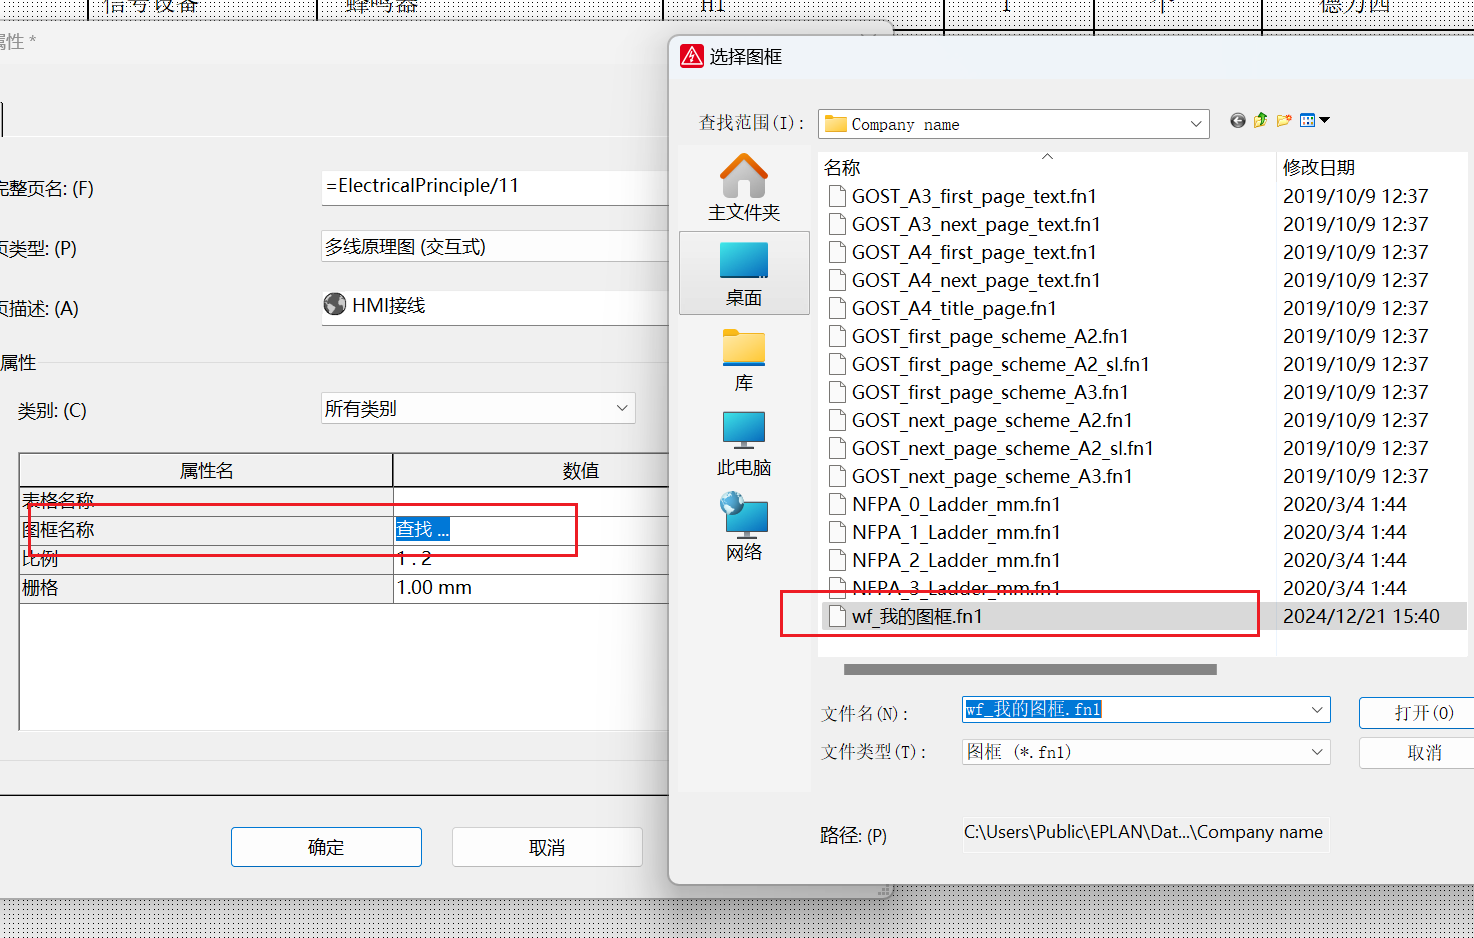 信号设备 蜂鸣器 H1 1 个 德力西
属性 *
完整页名: (F) =ElectricalPrinciple/11
页类型: (P) 多线原理图 (交互式)
页描述: (A) HMI接线
属性
类别: (C) 所有类别
属性名 数值
表格名称
图框名称 查找 ...
比例 1 : 2
栅格 1.00 mm
确定 取消
选择图框
查找范围(I): Company name
主文件夹
桌面
库
此电脑
网络
名称 修改日期
GOST_A3_first_page_text.fn1 2019/10/9 12:37
GOST_A3_next_page_text.fn1 2019/10/9 12:37
GOST_A4_first_page_text.fn1 2019/10/9 12:37
GOST_A4_next_page_text.fn1 2019/10/9 12:37
GOST_A4_title_page.fn1 2019/10/9 12:37
GOST_first_page_scheme_A2.fn1 2019/10/9 12:37
GOST_first_page_scheme_A2_sl.fn1 2019/10/9 12:37
GOST_first_page_scheme_A3.fn1 2019/10/9 12:37
GOST_next_page_scheme_A2.fn1 2019/10/9 12:37
GOST_next_page_scheme_A2_sl.fn1 2019/10/9 12:37
GOST_next_page_scheme_A3.fn1 2019/10/9 12:37
NFPA_0_Ladder_mm.fn1 2020/3/4 1:44
NFPA_1_Ladder_mm.fn1 2020/3/4 1:44
NFPA_2_Ladder_mm.fn1 2020/3/4 1:44
NFPA_3_Ladder_mm.fn1 2020/3/4 1:44
wf_我的图框.fn1 2024/12/21 15:40
文件名(N): wf_我的图框.fn1 打开(O)
文件类型(T): 图框 (*.fn1) 取消
路径: (P) C:\Users\Public\EPLAN\Dat...\Company name